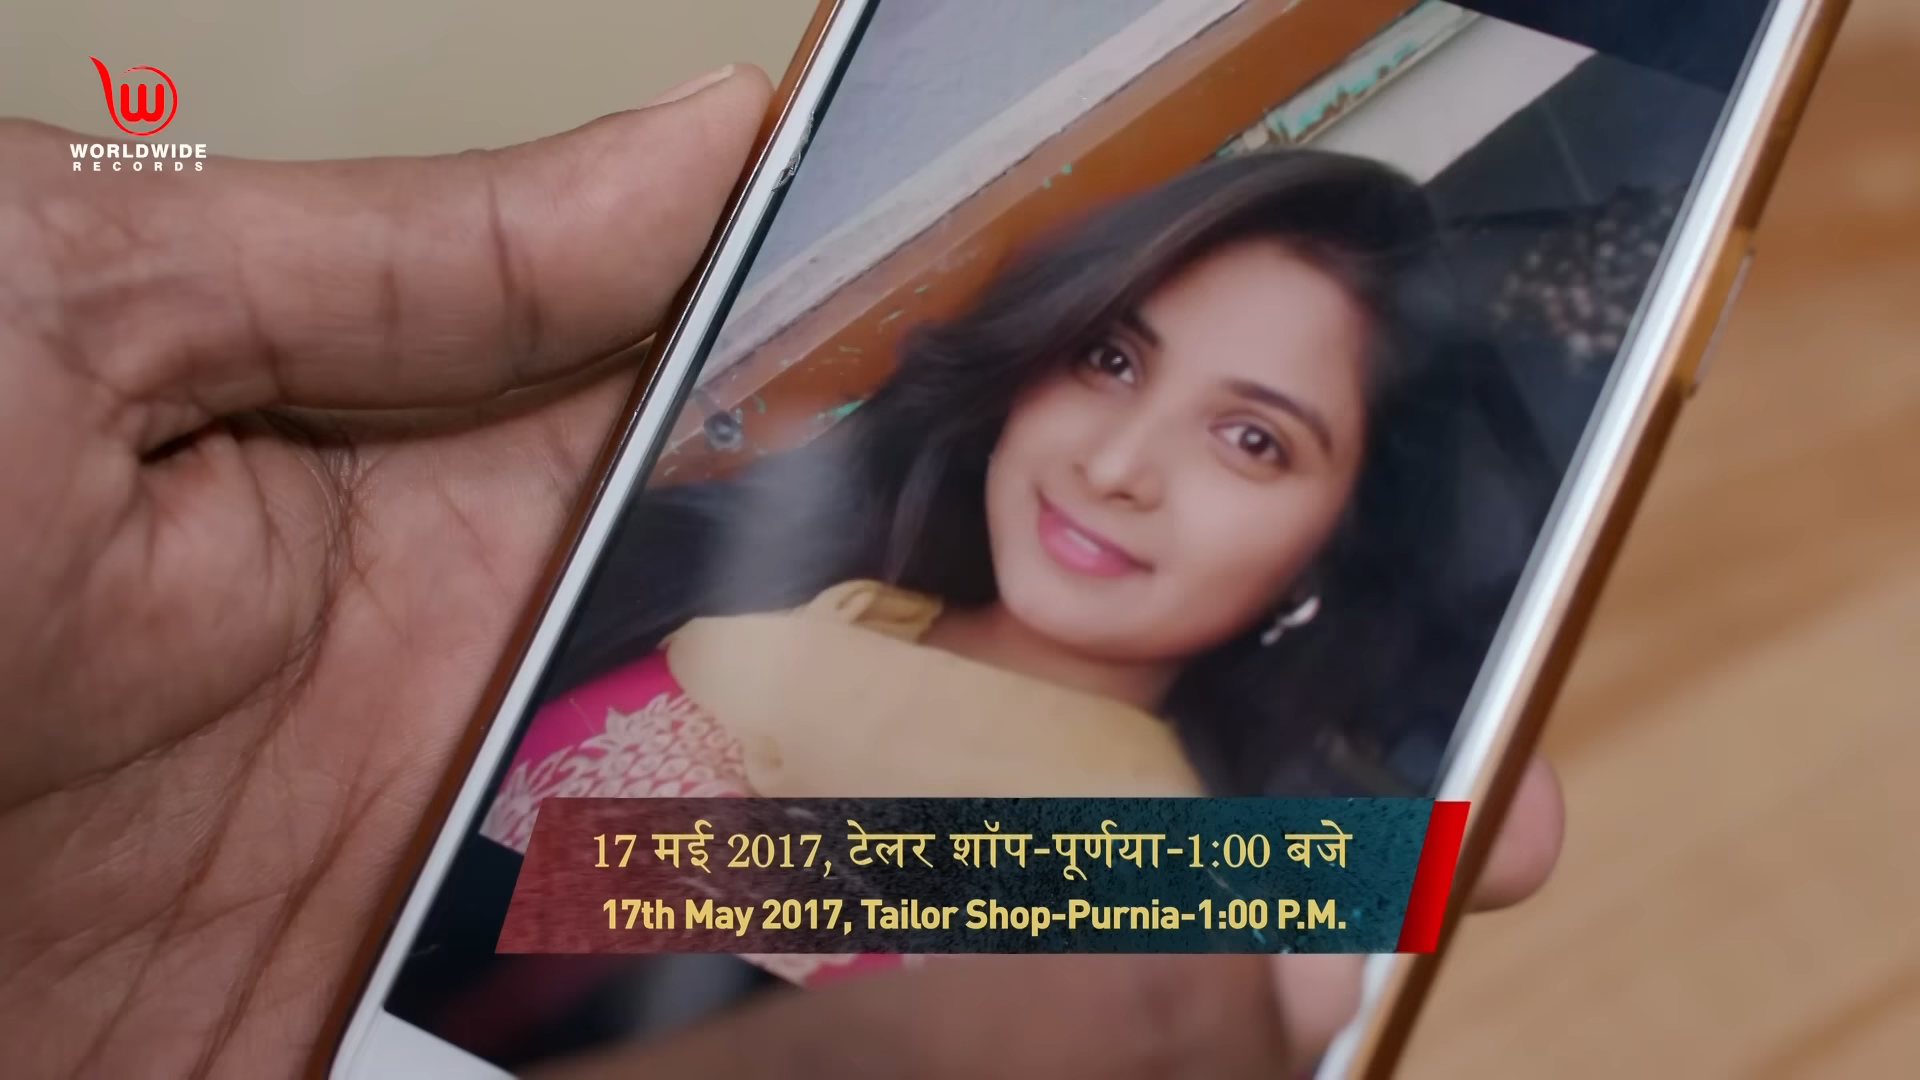 WORLDWIDE
RECORDS
17 मई 2017, टेलर शॉप-पूर्णया-1:00 बजे
17th May 2017, Tailor Shop-Purnia-1:00 P.M.